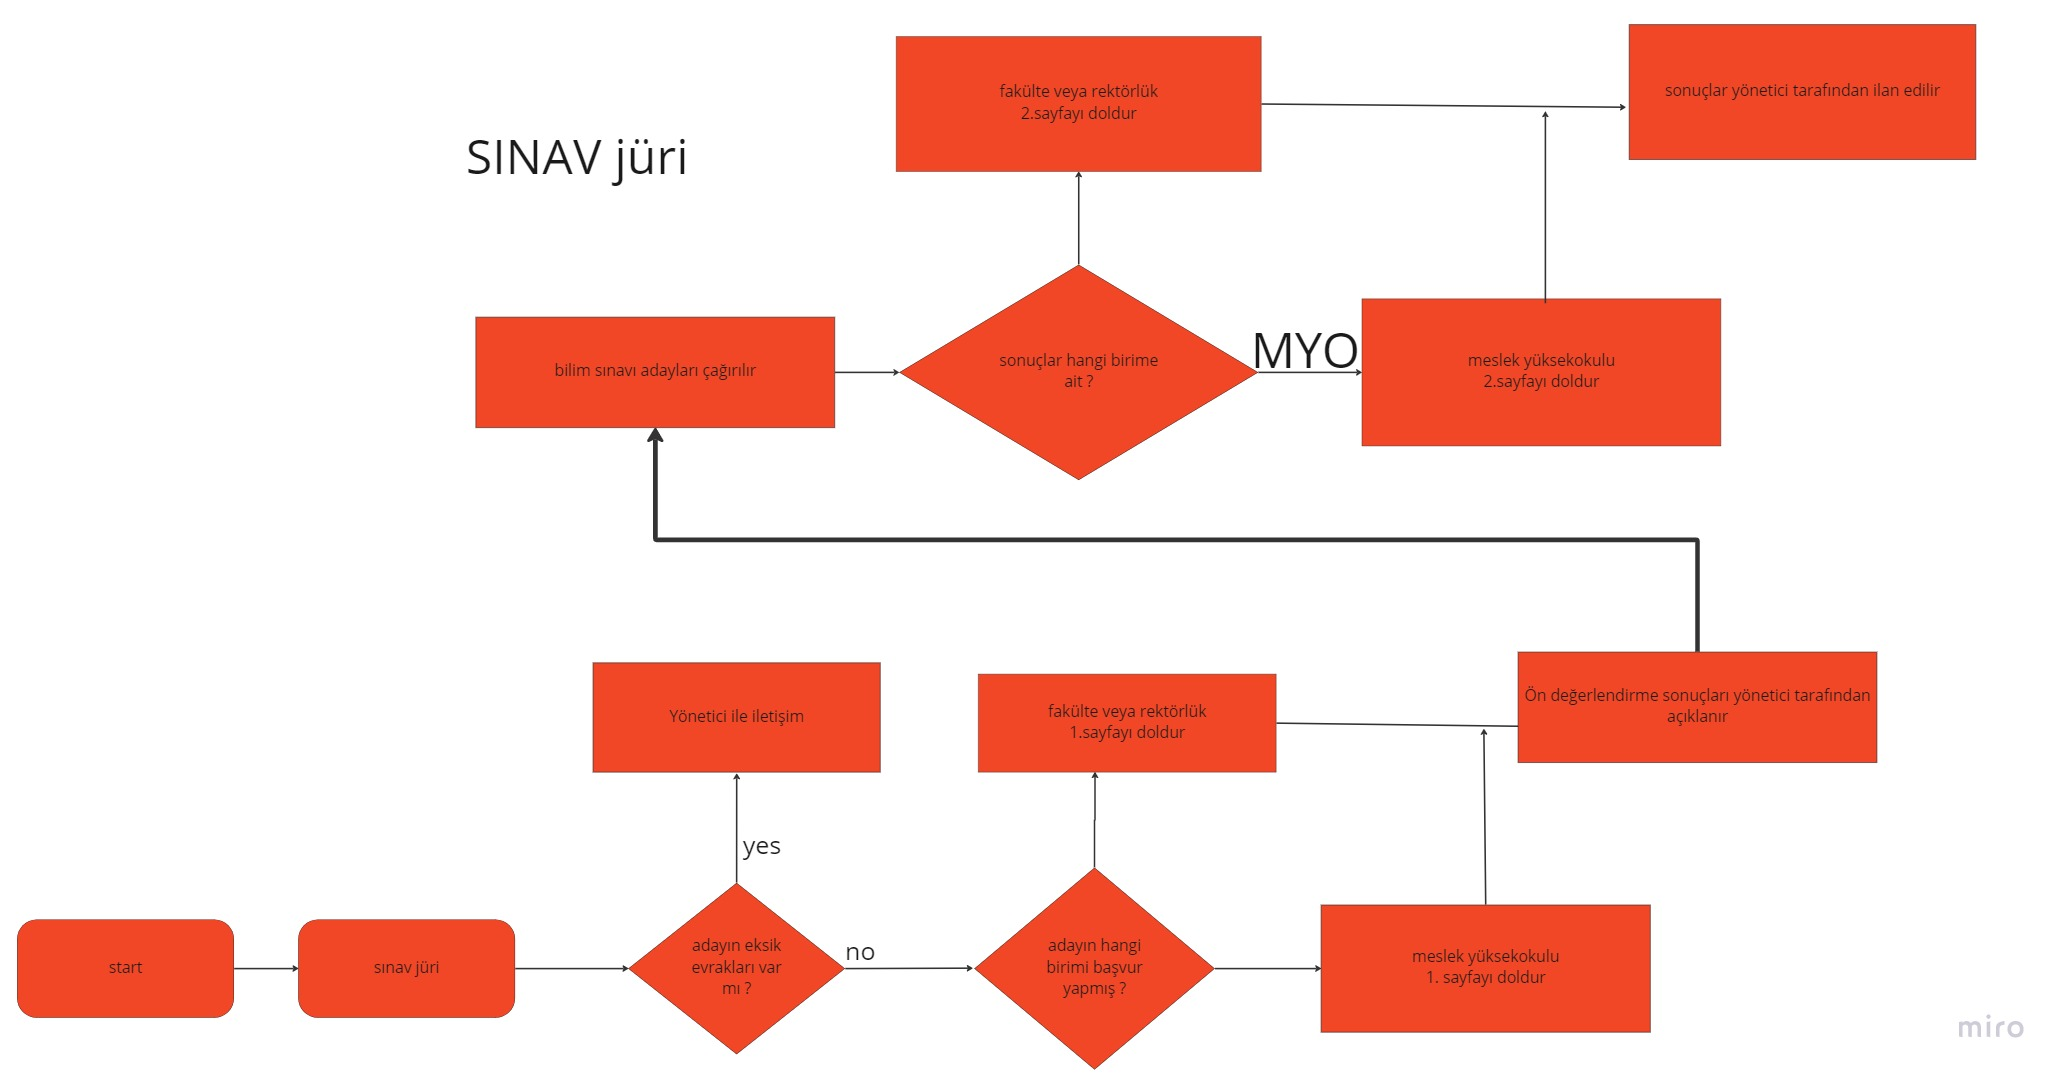 fakülte veya rektörlük
2.sayfayı doldur
sonuçlar yönetici tarafından ilan edilir
SINAV jüri
bilim sınavı adayları çağırılır
sonuçlar hangi birime
ait ?
MYO
meslek yüksekokulu
2.sayfayı doldur
Yönetici ile iletişim
fakülte veya rektörlük
1.sayfayı doldur
Ön değerlendirme sonuçları yönetici tarafından
açıklanır
yes
start
sınav jüri
adayın eksik
evrakları var
mı ?
no
adayın hangi
birimi başvur
yapmış ?
meslek yüksekokulu
1. sayfayı doldur
miro